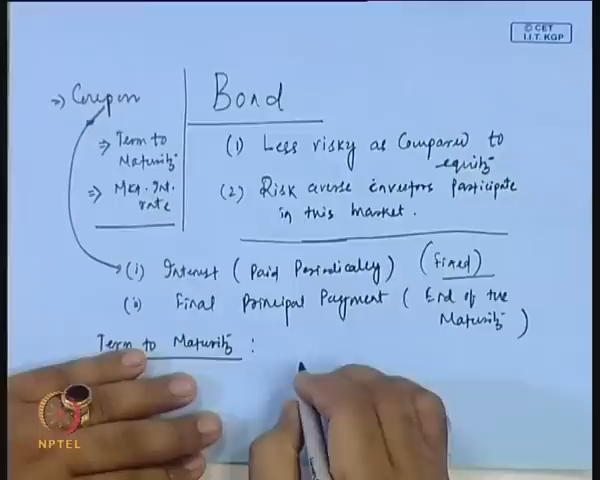 © CET
I.I.T. KGP
⇒ Coupon
⇒ Term to
Maturity
⇒ Mkt. Int.
rate
Bond
(1) Less risky as Compared to
equity
(2) Risk averse investors participate
in this market.
(i) Interest (Paid Periodically) (Fixed)
(ii) Final Principal Payment (End of the
Maturity)
Term to Maturity :
NPTEL